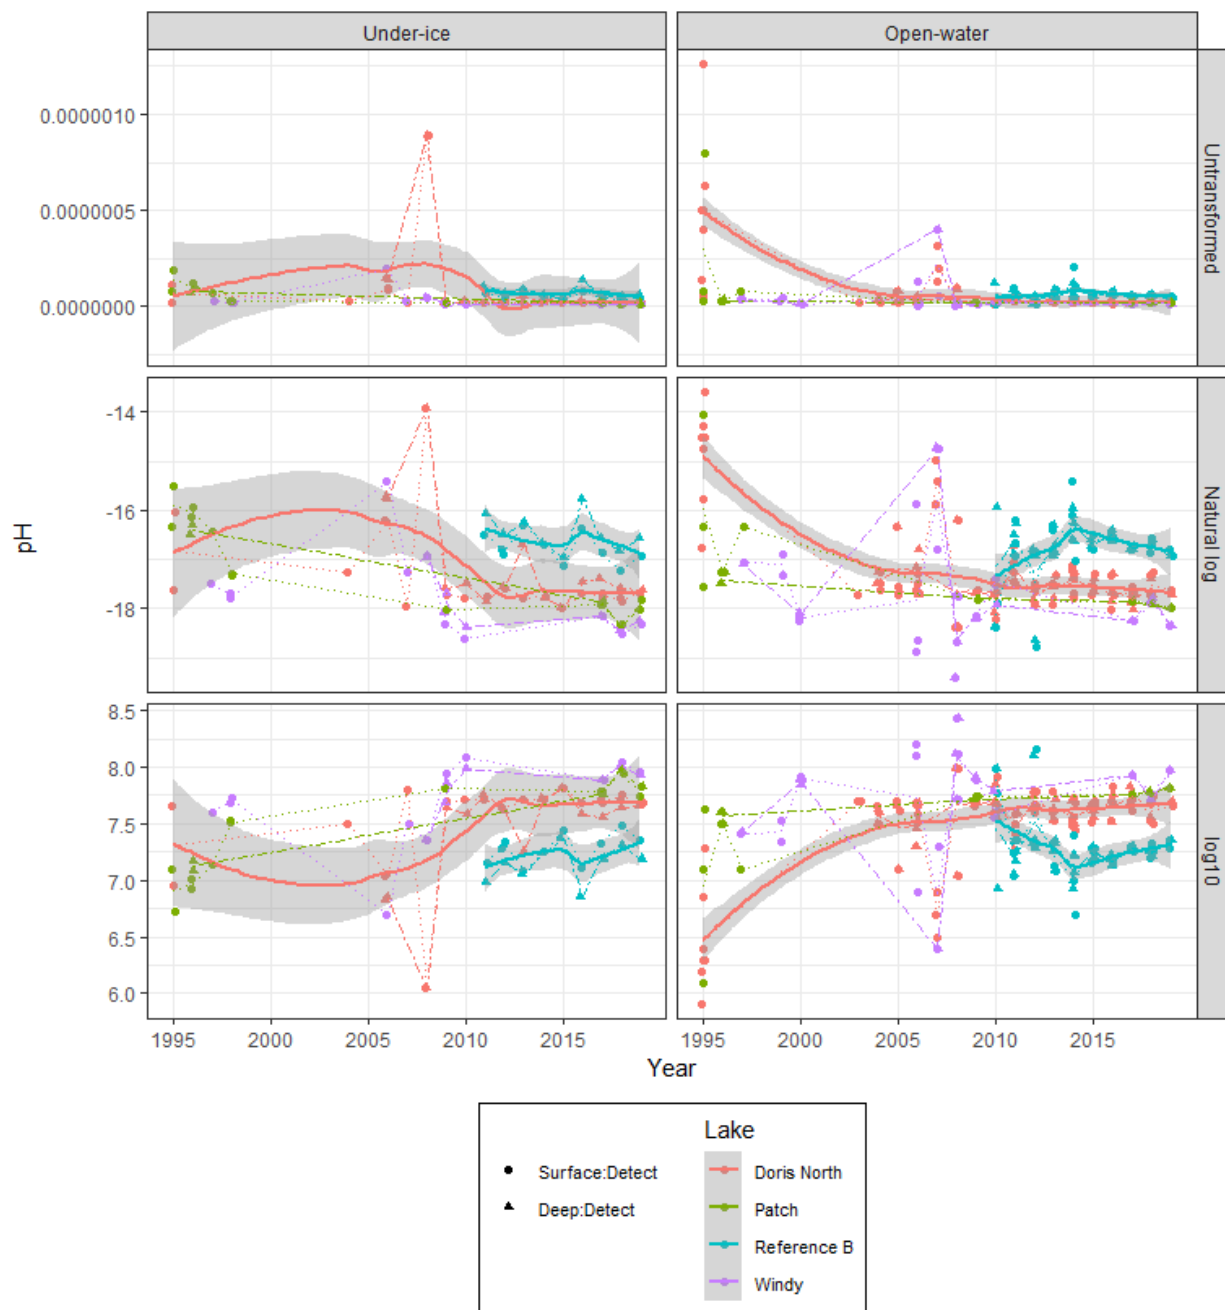 Under-ice
Open-water
0.0000010
0.0000005
0.0000000
Untransformed
-14
-16
-18
Natural log
8.5
8.0
7.5
7.0
6.5
6.0
log10
pH
1995 2000 2005 2010 2015
1995 2000 2005 2010 2015
Year
Lake
Surface:Detect
Deep:Detect
Doris North
Patch
Reference B
Windy